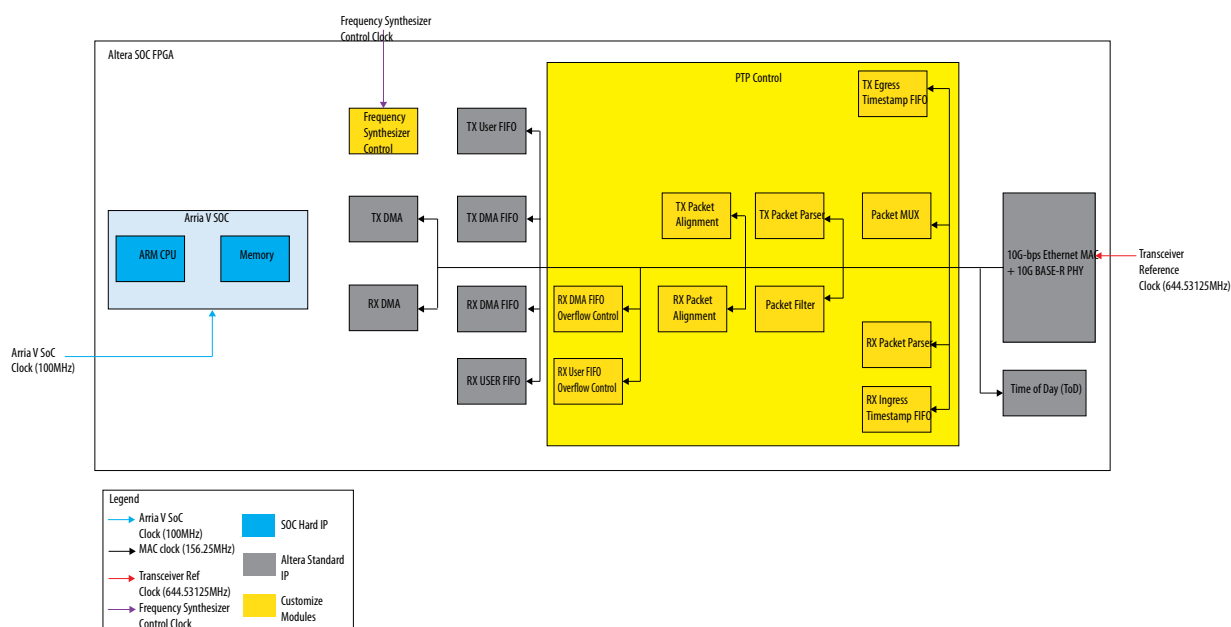 Frequency Synthesizer
Control Clock
Altera SOC FPGA
PTP Control
TX Egress
Timestamp FIFO
Frequency
Synthesizer
Control
TX User FIFO
Arria V SOC
ARM CPU
Memory
TX DMA
TX DMA FIFO
TX Packet
Alignment
TX Packet Parser
Packet MUX
10G-bps Ethernet MAC
+ 10G BASE-R PHY
Transceiver
Reference
Clock (644.53125MHz)
RX DMA
RX DMA FIFO
RX DMA FIFO
Overflow Control
RX Packet
Alignment
Packet Filter
RX Packet Parser
Arria V SoC
Clock (100MHz)
RX USER FIFO
RX User FIFO
Overflow Control
RX Ingress
Timestamp FIFO
Time of Day (ToD)
Legend
Arria V SoC
Clock (100MHz)
MAC clock (156.25MHz)
Transceiver Ref
Clock (644.53125MHz)
Frequency Synthesizer
Control Clock
SOC Hard IP
Altera Standard
IP
Customize
Modules